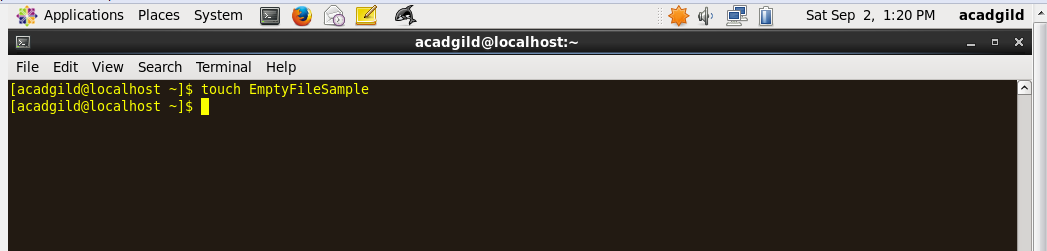 Applications Places System Sat Sep 2, 1:20 PM acadgild
acadgild@localhost:~
File Edit View Search Terminal Help
[acadgild@localhost ~]$ touch EmptyFileSample
[acadgild@localhost ~]$